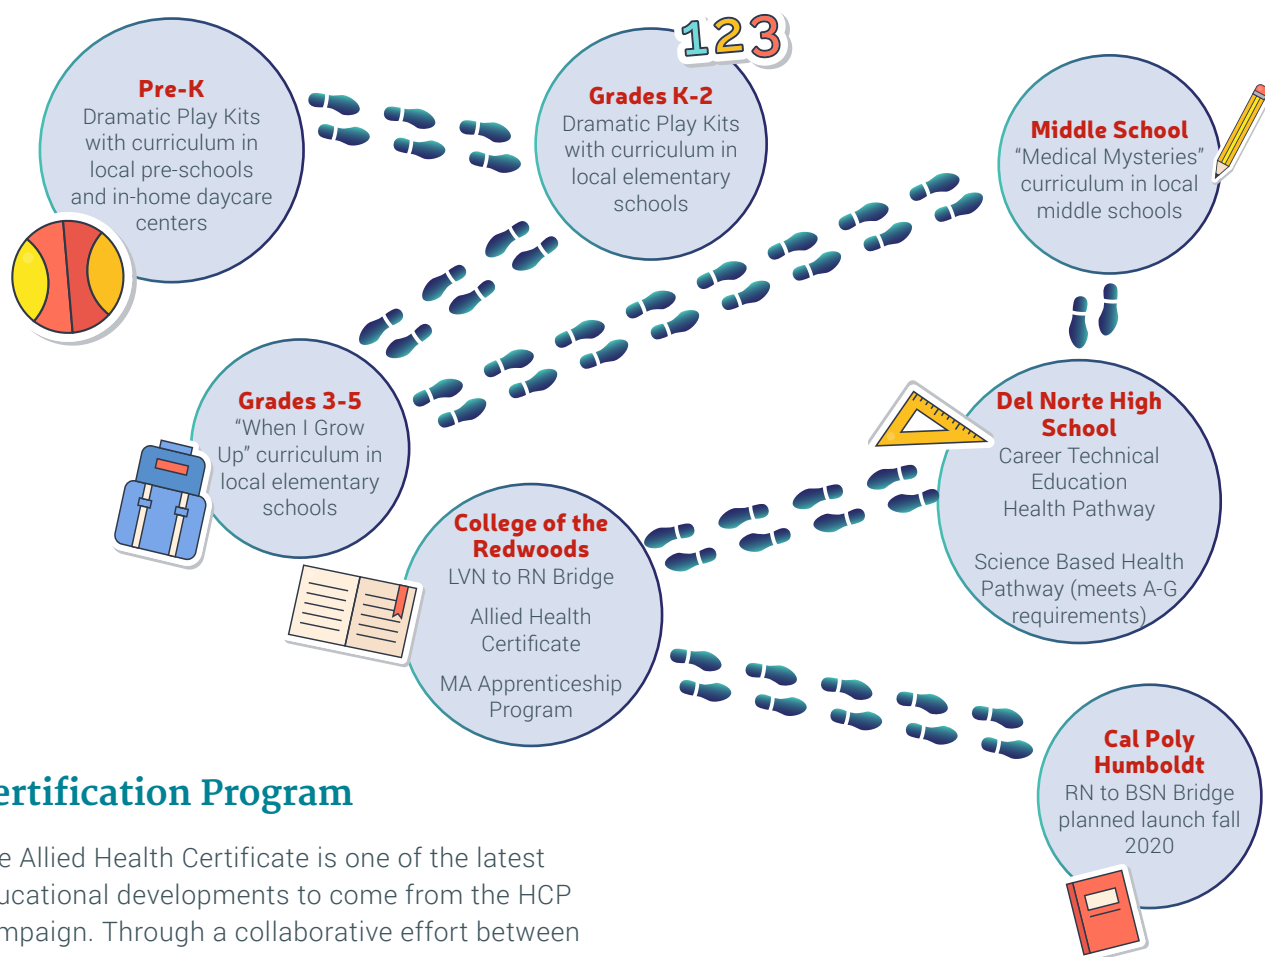 123
Pre-K
Dramatic Play Kits
with curriculum in
local pre-schools
and in-home daycare
centers
Grades K-2
Dramatic Play Kits
with curriculum in
local elementary
schools
Grades 3-5
“When I Grow
Up” curriculum in
local elementary
schools
Middle School
“Medical Mysteries”
curriculum in local
middle schools
Del Norte High
School
Career Technical
Education
Health Pathway
Science Based Health
Pathway (meets A-G
requirements)
College of the
Redwoods
LVN to RN Bridge
Allied Health
Certificate
MA Apprenticeship
Program
Cal Poly
Humboldt
RN to BSN Bridge
planned launch fall
2020
ertification Program
e Allied Health Certificate is one of the latest
ucational developments to come from the HCP
mpaign. Through a collaborative effort between